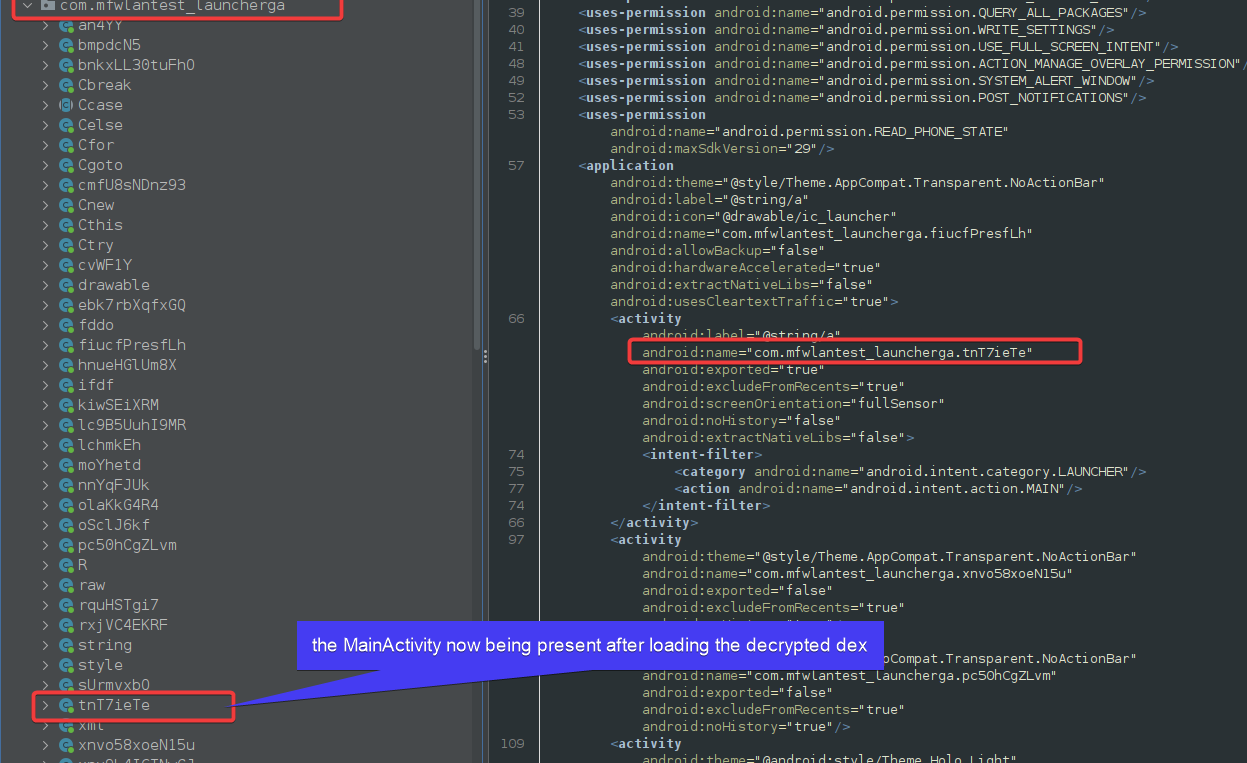 com.mfwlantest_launcherga
an4YY
bmpdcN5
bnkxLL30tuFhO
Cbreak
Ccase
Celse
Cfor
Cgoto
cmfU8sNDnz93
Cnew
Cthis
Ctry
cvWF1Y
drawable
ebk7rbXqfxGQ
fddo
fiucfPresfLh
hnueHGlUm8X
ifdf
kiwSEiXRM
lc9B5UuhI9MR
lchmkEh
moYhetd
nnYqFJUk
olaKkG4R4
oSclJ6kf
pc50hCgZLvm
R
raw
rquHSTgi7
rxjVC4EKRF
string
style
sUrmvxbO
tnT7ieTe
xml
xnvo58xoeN15u
39 <uses-permission android:name="android.permission.QUERY_ALL_PACKAGES"/>
40 <uses-permission android:name="android.permission.WRITE_SETTINGS"/>
41 <uses-permission android:name="android.permission.USE_FULL_SCREEN_INTENT"/>
48 <uses-permission android:name="android.permission.ACTION_MANAGE_OVERLAY_PERMISSION"/
49 <uses-permission android:name="android.permission.SYSTEM_ALERT_WINDOW"/>
52 <uses-permission android:name="android.permission.POST_NOTIFICATIONS"/>
53 <uses-permission
android:name="android.permission.READ_PHONE_STATE"
android:maxSdkVersion="29"/>
57 <application
android:theme="@style/Theme.AppCompat.Transparent.NoActionBar"
android:label="@string/a"
android:icon="@drawable/ic_launcher"
android:name="com.mfwlantest_launcherga.fiucfPresfLh"
android:allowBackup="false"
android:hardwareAccelerated="true"
android:extractNativeLibs="false"
android:usesCleartextTraffic="true">
66 <activity
android:label="@string/a"
android:name="com.mfwlantest_launcherga.tnT7ieTe"
android:exported="true"
android:excludeFromRecents="true"
android:screenOrientation="fullSensor"
android:noHistory="false"
android:extractNativeLibs="false">
74 <intent-filter>
75 <category android:name="android.intent.category.LAUNCHER"/>
77 <action android:name="android.intent.action.MAIN"/>
74 </intent-filter>
66 </activity>
97 <activity
android:theme="@style/Theme.AppCompat.Transparent.NoActionBar"
android:name="com.mfwlantest_launcherga.xnvo58xoeN15u"
android:exported="false"
android:excludeFromRecents="true"
the MainActivity now being present after loading the decrypted dex
oCompat.Transparent.NoActionBar"
android:name="com.mfwlantest_launcherga.pc50hCgZLvm"
android:exported="false"
android:excludeFromRecents="true"
android:noHistory="true"/>
109 <activity
android:theme="@android:style/Theme.Holo.Light"